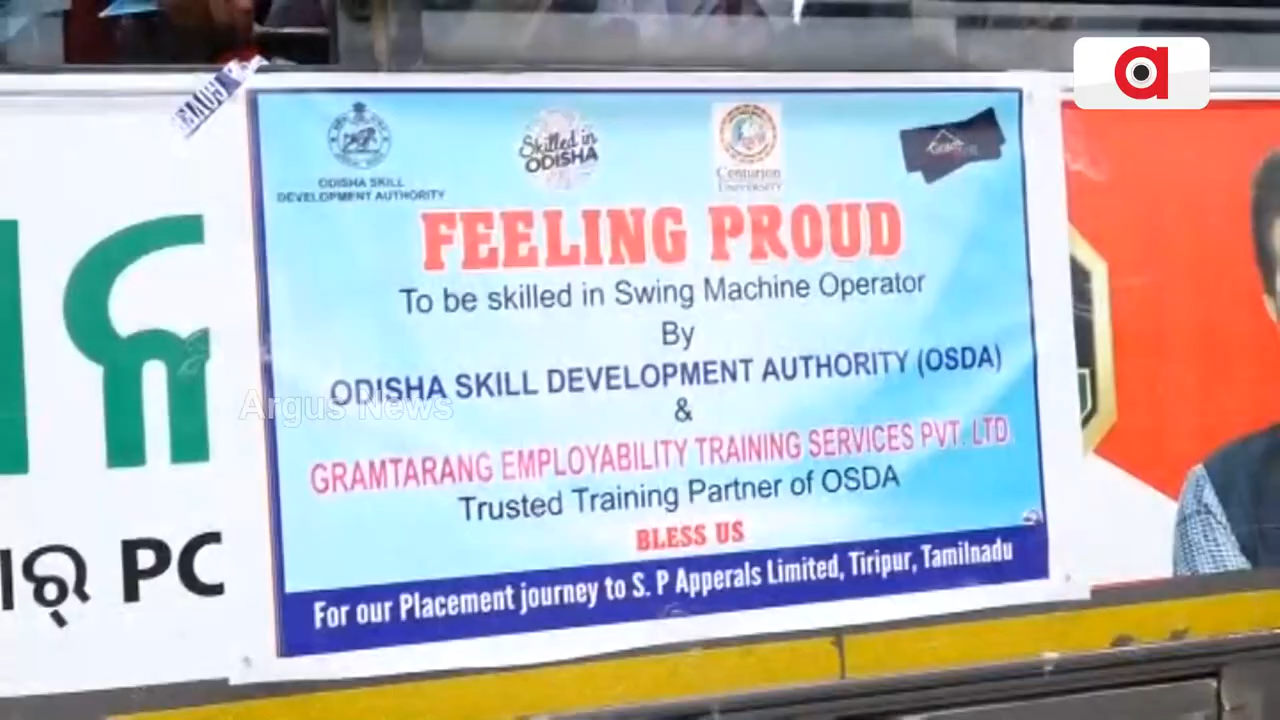 a
ODISHA SKILL
DEVELOPMENT AUTHORITY
Skilled in
ODISHA
Centurion
UNIVERSITY
FEELING PROUD
To be skilled in Swing Machine Operator
By
ODISHA SKILL DEVELOPMENT AUTHORITY (OSDA)
&
GRAMTARANG EMPLOYABILITY TRAINING SERVICES PVT. LTD.
Trusted Training Partner of OSDA
BLESS US
For our Placement journey to S. P Apperals Limited, Tiripur, Tamilnadu
Argus News
ର୍ PC